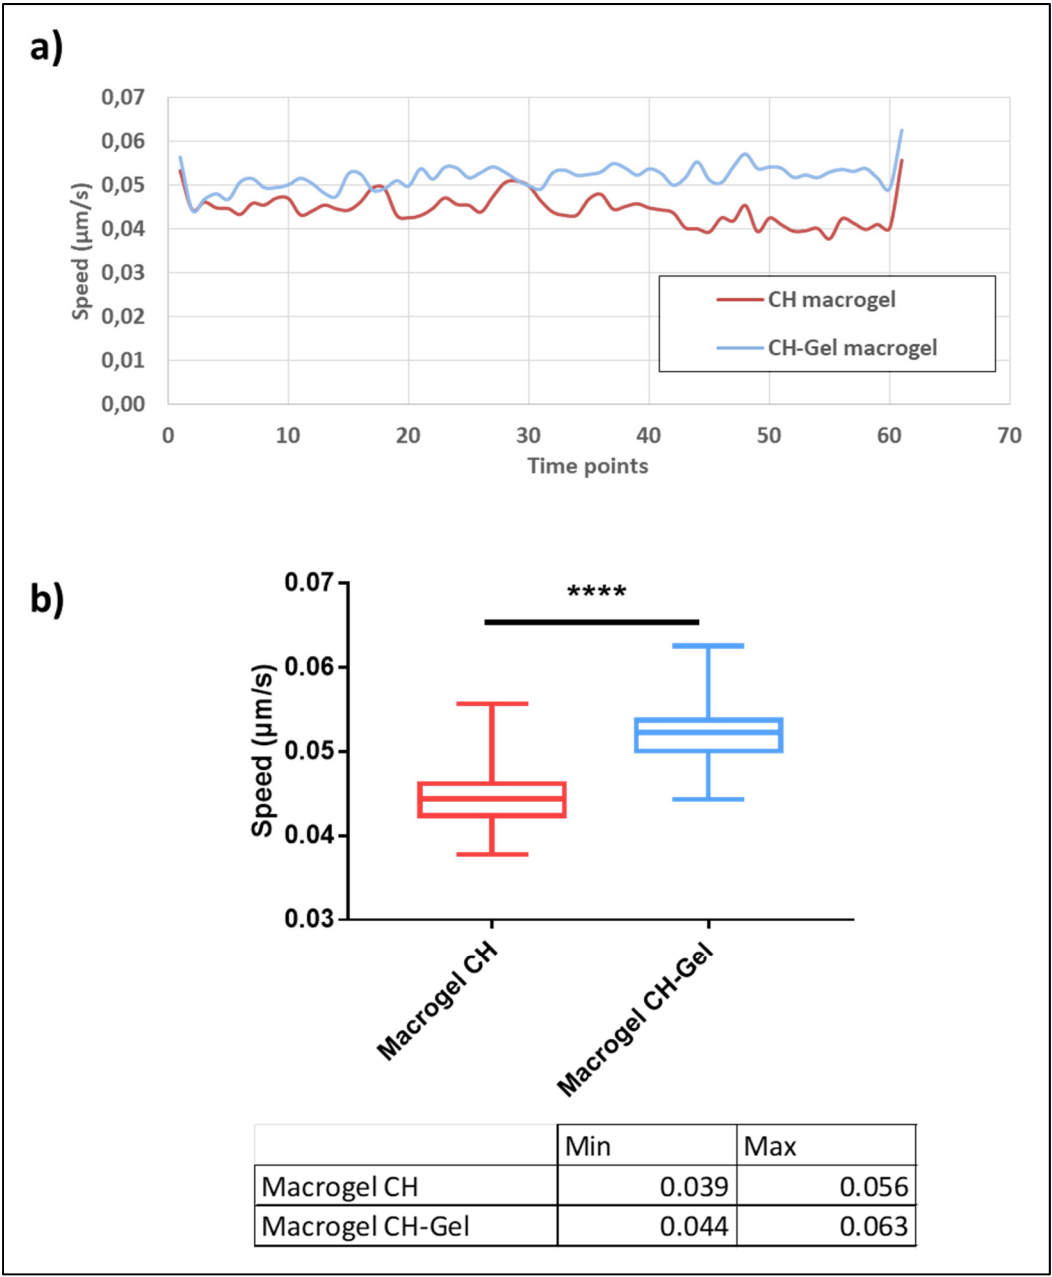 a)
0,07
0,06
0,05
0,04
0,03
0,02
0,01
0,00
Speed (µm/s)
0 10 20 30 40 50 60 70
Time points
CH macrogel
CH-Gel macrogel
b)
****
0.07
0.06
0.05
0.04
0.03
Speed (µm/s)
Macrogel CH
Macrogel CH-Gel
Min Max
Macrogel CH 0.039 0.056
Macrogel CH-Gel 0.044 0.063